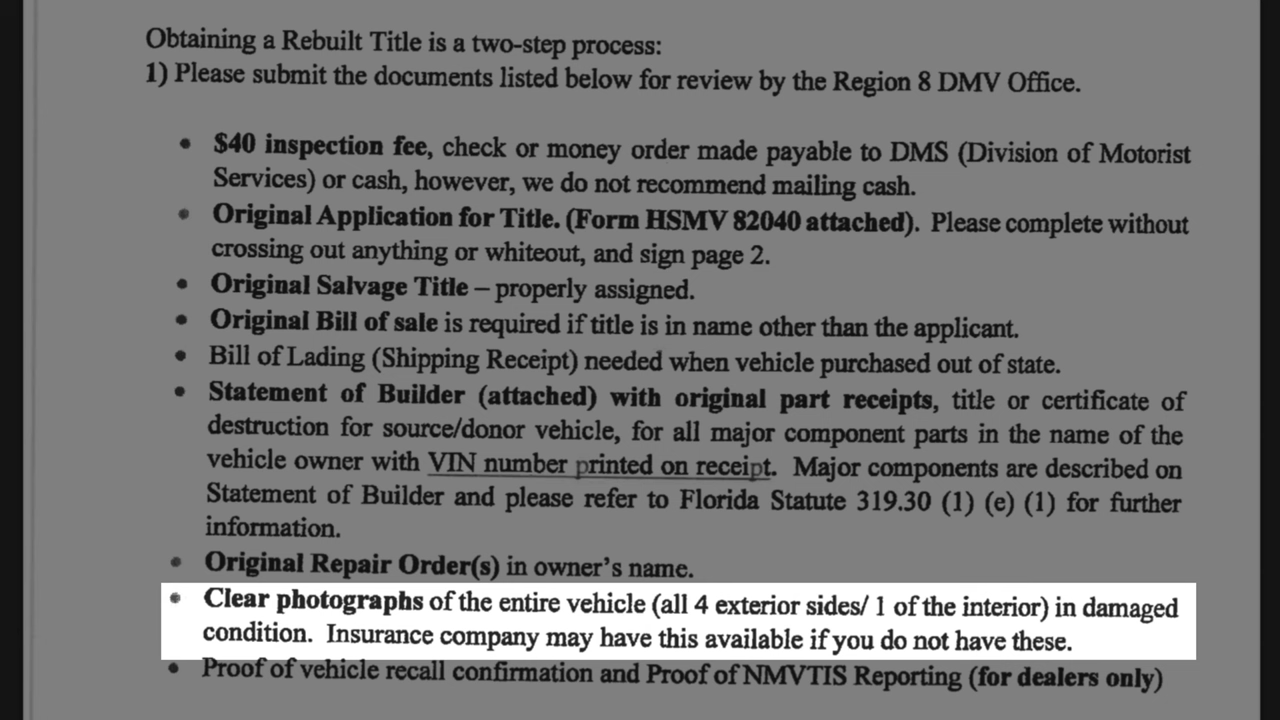 Obtaining a Rebuilt Title is a two-step process:
1) Please submit the documents listed below for review by the Region 8 DMV Office.
• $40 inspection fee, check or money order made payable to DMS (Division of Motorist
Services) or cash, however, we do not recommend mailing cash.
• Original Application for Title. (Form HSMV 82040 attached). Please complete without
crossing out anything or whiteout, and sign page 2.
• Original Salvage Title – properly assigned.
• Original Bill of sale is required if title is in name other than the applicant.
• Bill of Lading (Shipping Receipt) needed when vehicle purchased out of state.
• Statement of Builder (attached) with original part receipts, title or certificate of
destruction for source/donor vehicle, for all major component parts in the name of the
vehicle owner with VIN number printed on receipt. Major components are described on
Statement of Builder and please refer to Florida Statute 319.30 (1) (e) (1) for further
information.
• Original Repair Order(s) in owner's name.
• Clear photographs of the entire vehicle (all 4 exterior sides/ 1 of the interior) in damaged
condition. Insurance company may have this available if you do not have these.
• Proof of vehicle recall confirmation and Proof of NMVTIS Reporting (for dealers only)